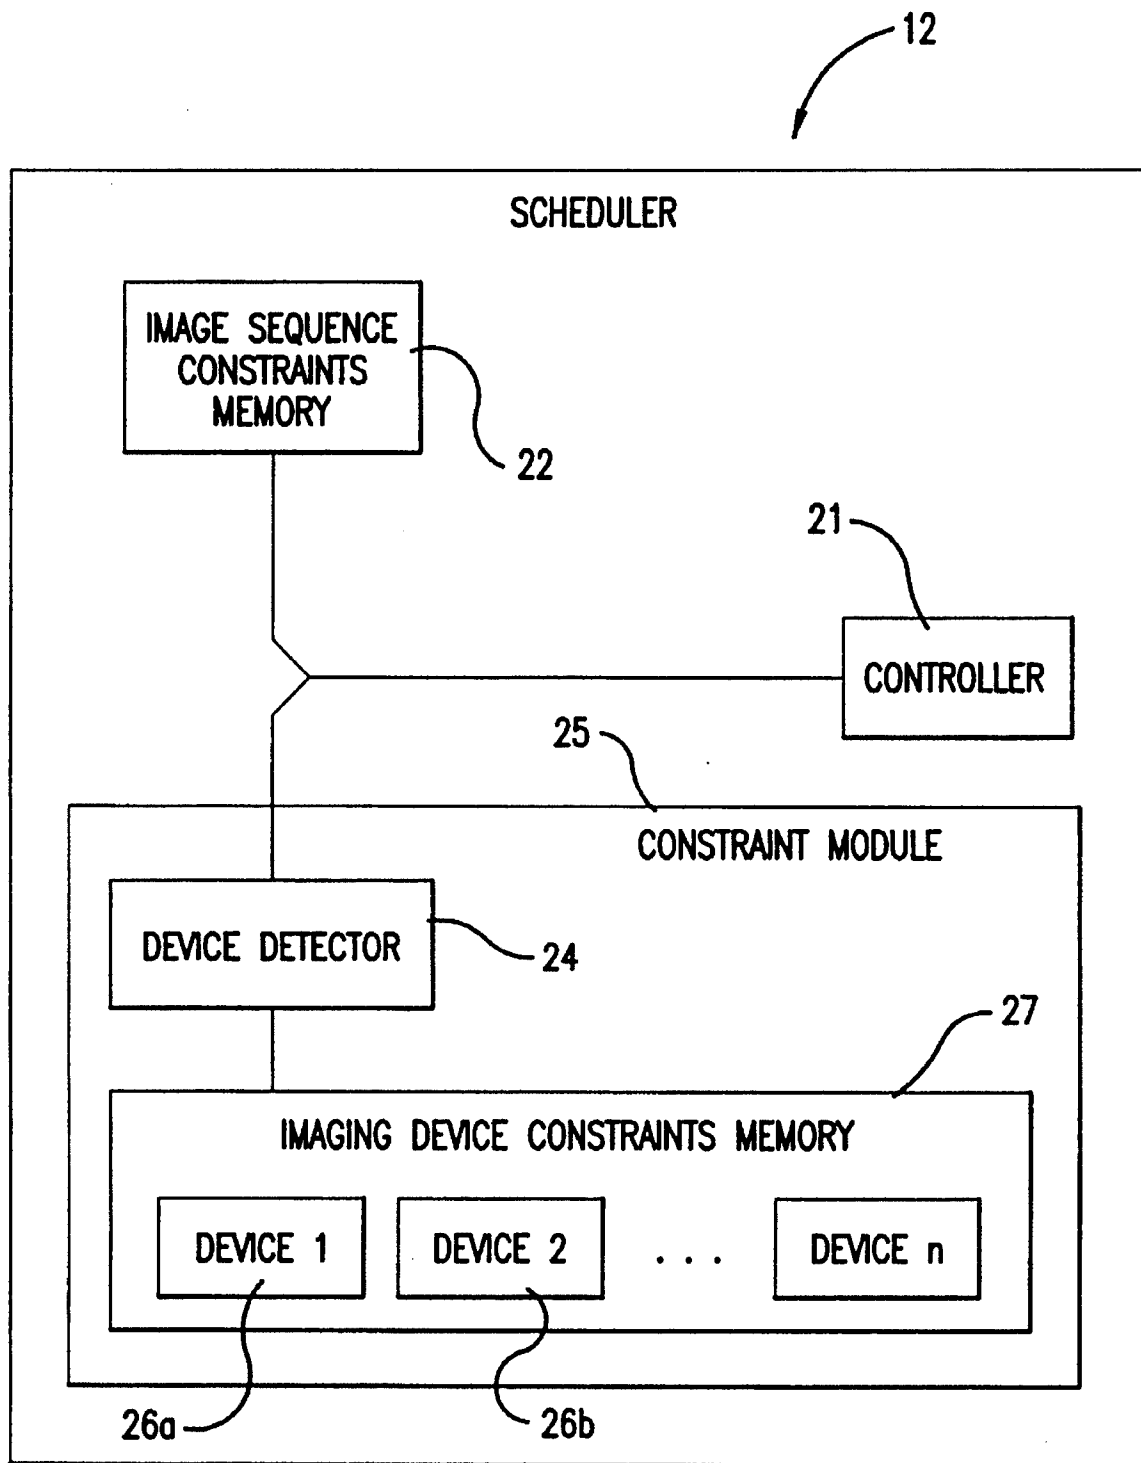 12
SCHEDULER
IMAGE SEQUENCE
CONSTRAINTS
MEMORY
22
21
CONTROLLER
25
CONSTRAINT MODULE
DEVICE DETECTOR
24
27
IMAGING DEVICE CONSTRAINTS MEMORY
DEVICE 1
DEVICE 2
. . .
DEVICE n
26a
26b